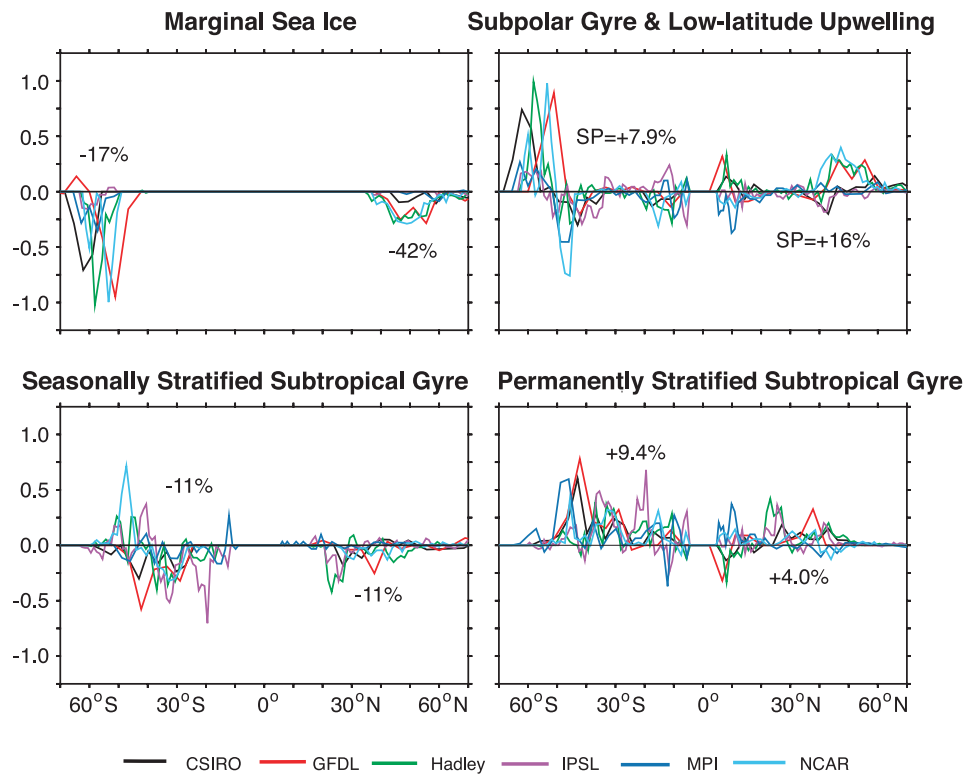 Marginal Sea Ice
Subpolar Gyre & Low-latitude Upwelling
1.0
0.5
0.0
-0.5
-1.0
-17%
-42%
SP=+7.9%
SP=+16%
Seasonally Stratified Subtropical Gyre
Permanently Stratified Subtropical Gyre
1.0
0.5
0.0
-0.5
-1.0
-11%
-11%
+9.4%
+4.0%
60°S 30°S 0° 30°N 60°N
60°S 30°S 0° 30°N 60°N
CSIRO GFDL Hadley IPSL MPI NCAR